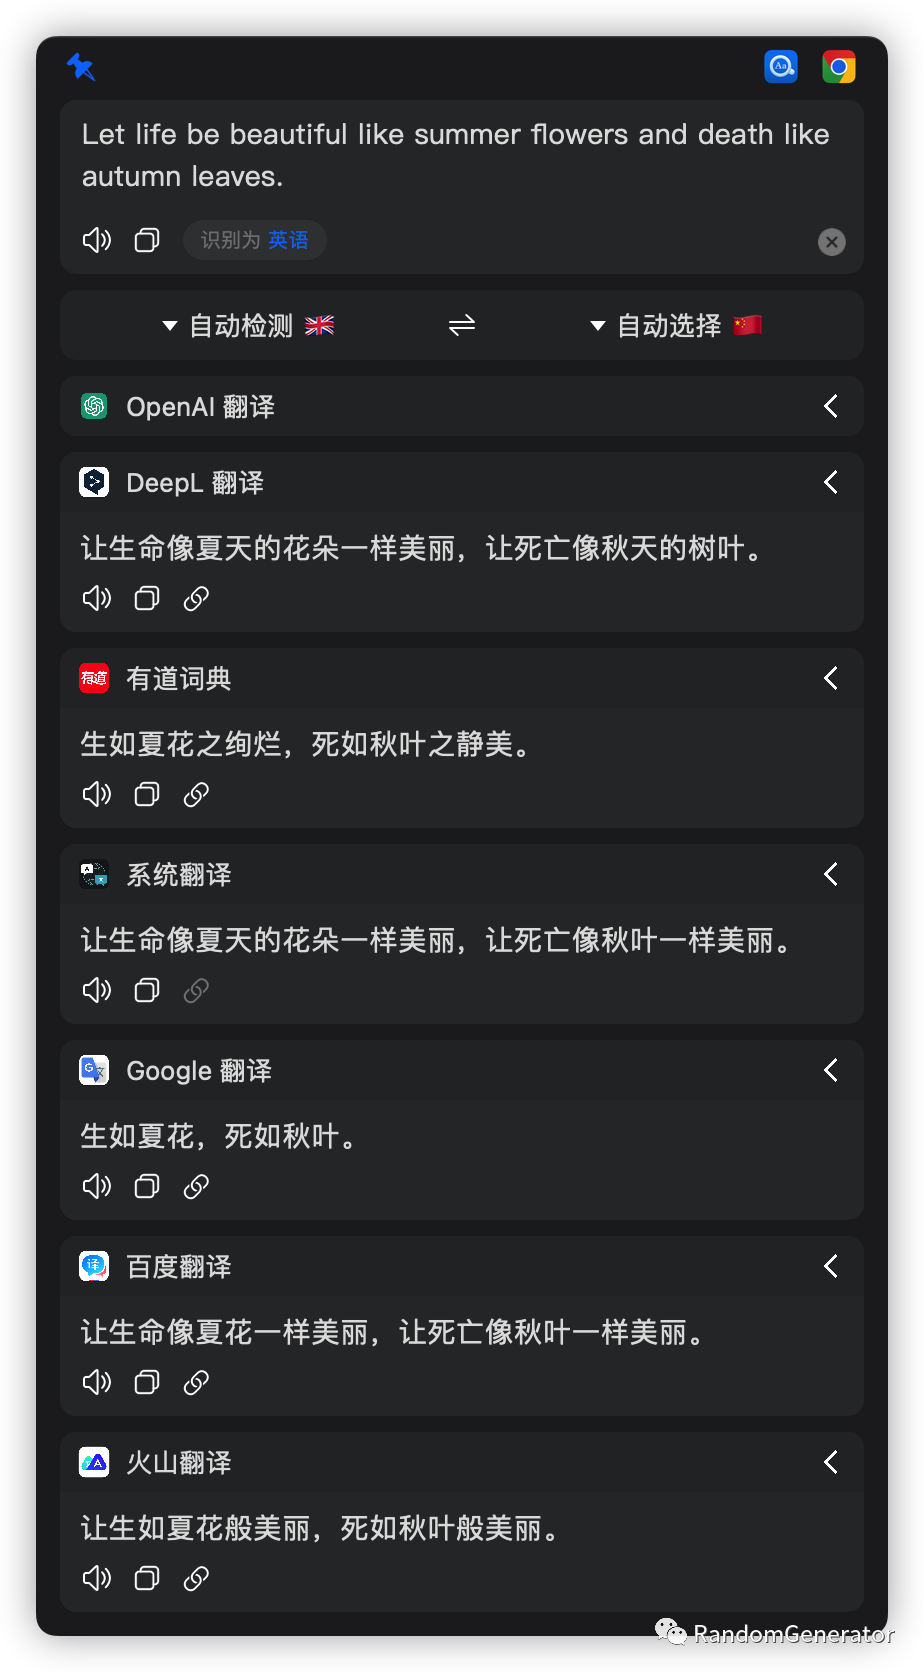 Let life be beautiful like summer flowers and death like
autumn leaves.
识别为 英语
自动检测
自动选择
OpenAI 翻译
DeepL 翻译
让生命像夏天的花朵一样美丽，让死亡像秋天的树叶。
有道
有道词典
生如夏花之绚烂，死如秋叶之静美。
系统翻译
让生命像夏天的花朵一样美丽，让死亡像秋叶一样美丽。
Google 翻译
生如夏花，死如秋叶。
译
百度翻译
让生命像夏花一样美丽，让死亡像秋叶一样美丽。
火山翻译
让生如夏花般美丽，死如秋叶般美丽。
RandomGenerator